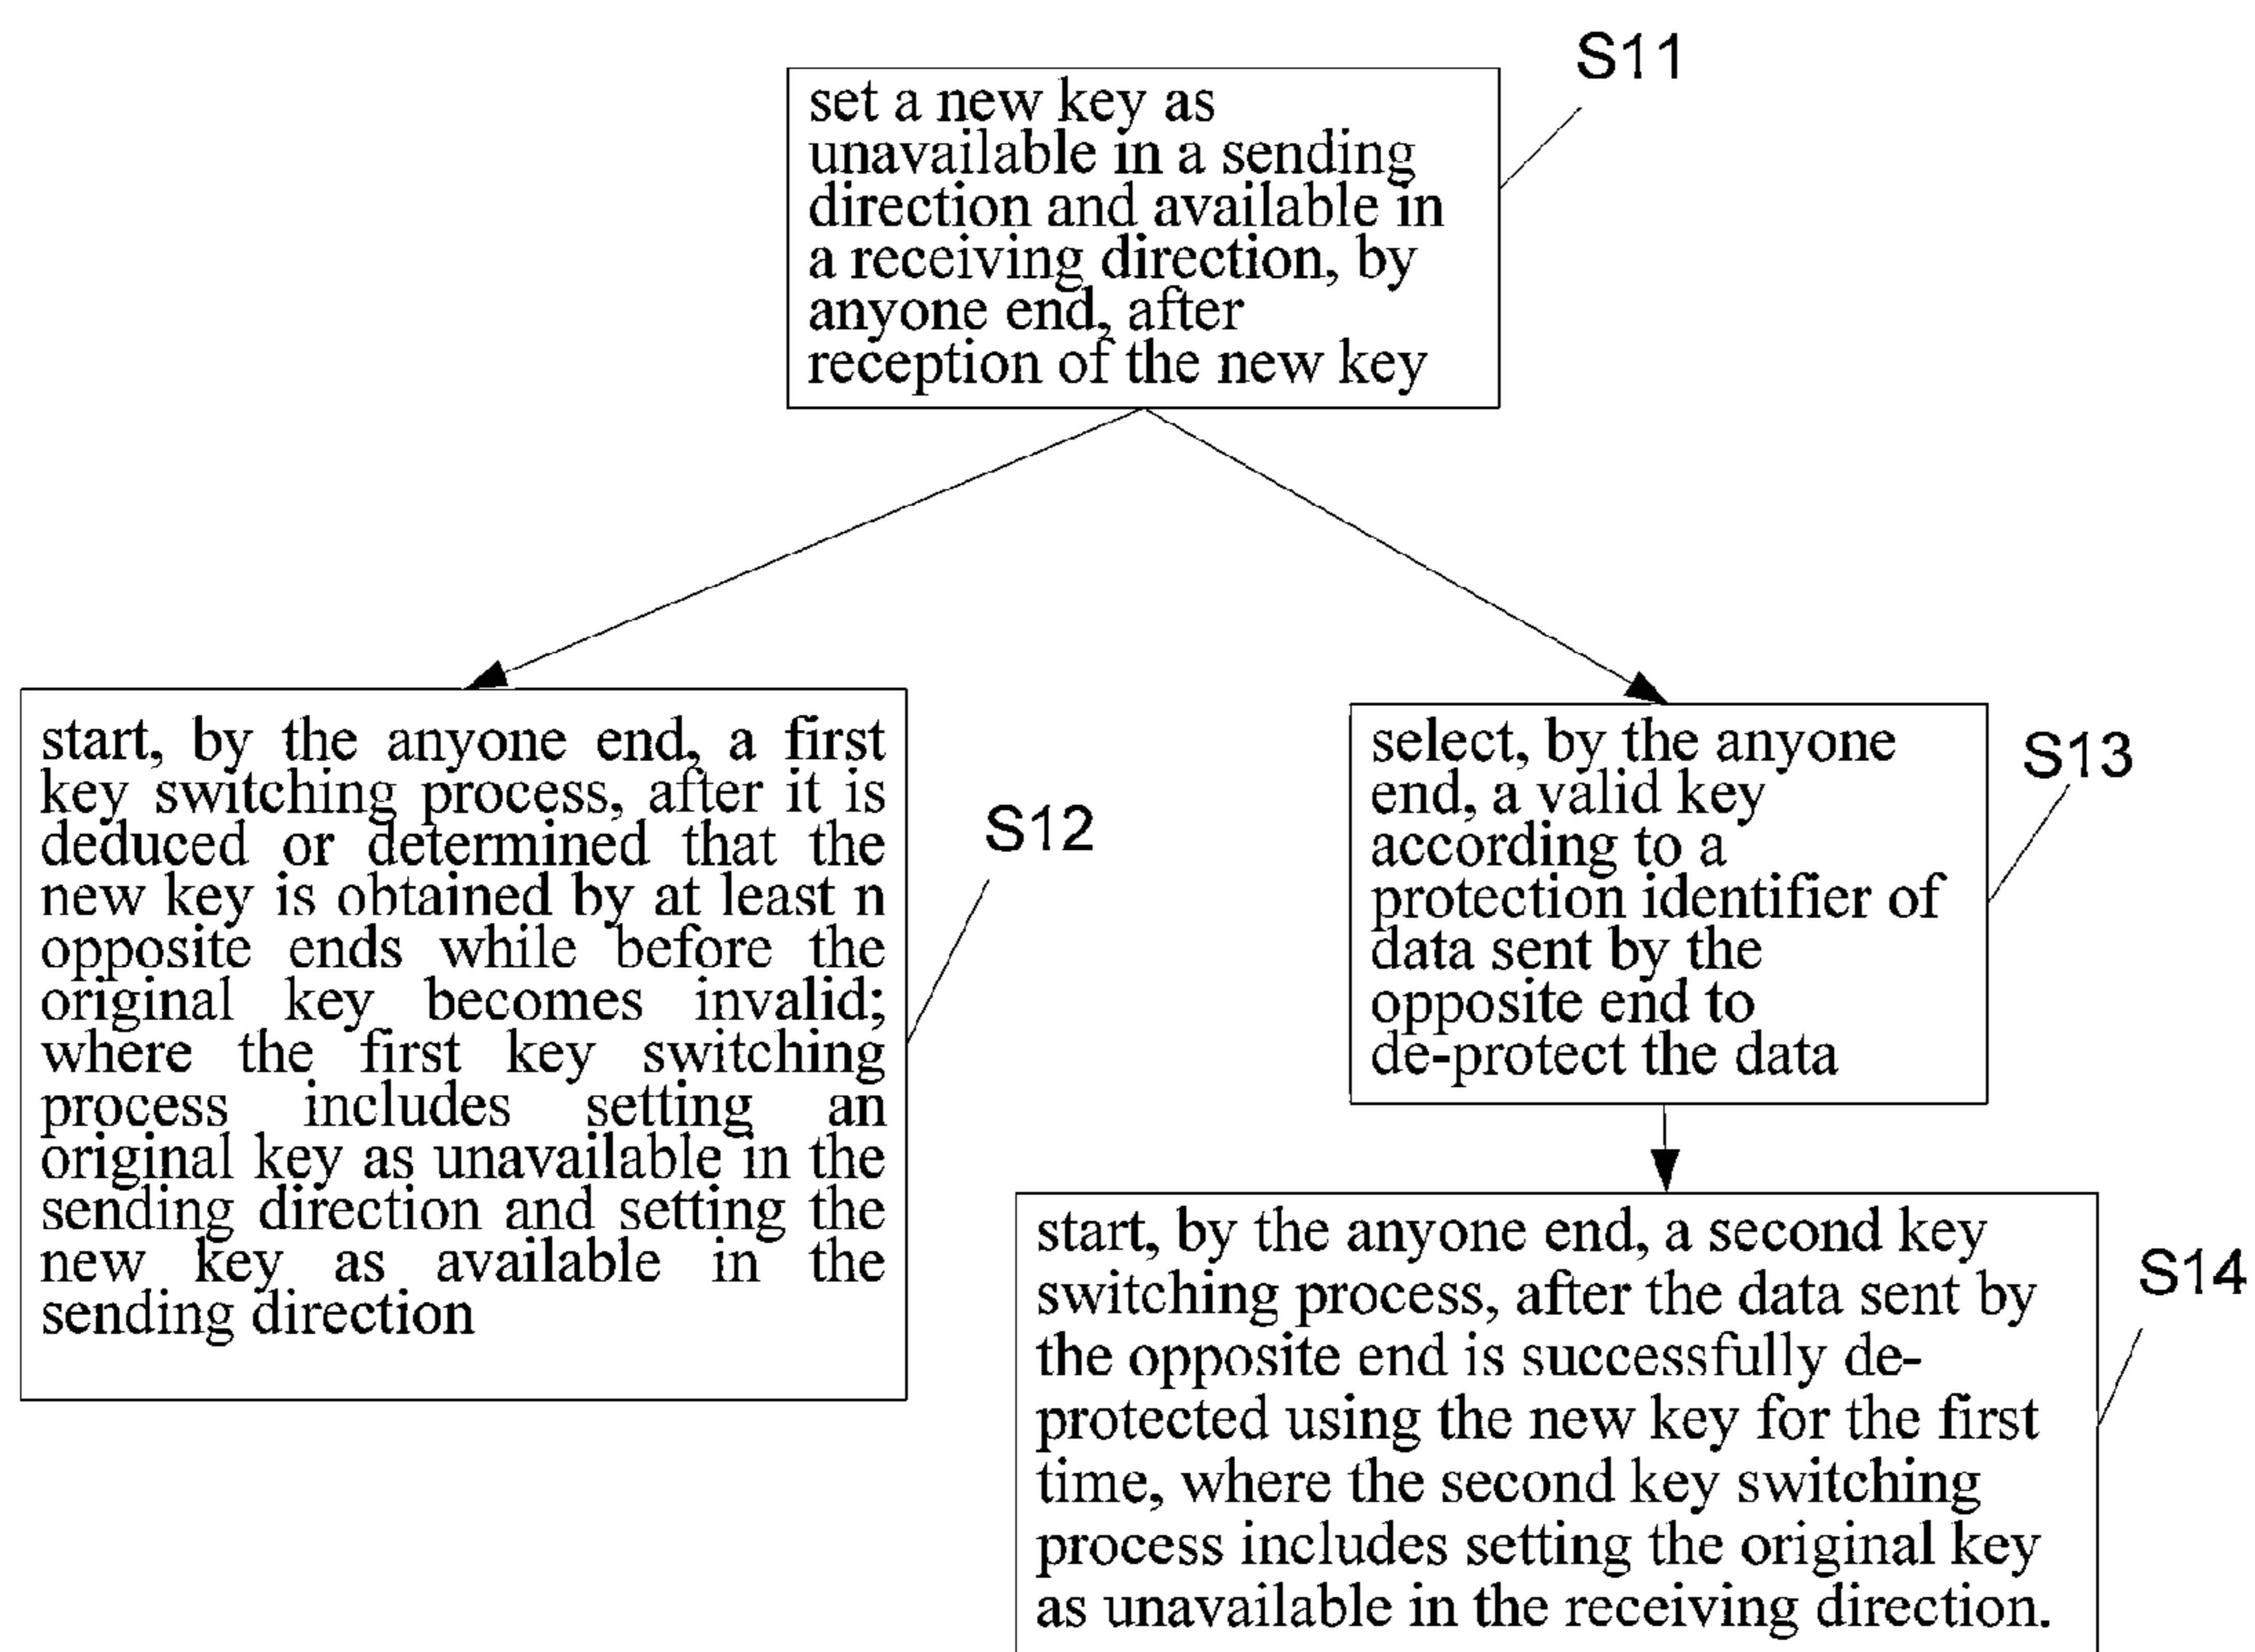 S11
set a new key as
unavailable in a sending
direction and available in
a receiving direction, by
anyone end, after
reception of the new key
start, by the anyone end, a first
key switching process, after it is
deduced or determined that the
new key is obtained by at least n
opposite ends while before the
original key becomes invalid;
where the first key switching
process includes setting an
original key as unavailable in the
sending direction and setting the
new key as available in the
sending direction
S12
select, by the anyone
end, a valid key
according to a
protection identifier of
data sent by the
opposite end to
de-protect the data
S13
start, by the anyone end, a second key
switching process, after the data sent by
the opposite end is successfully de-
protected using the new key for the first
time, where the second key switching
process includes setting the original key
as unavailable in the receiving direction.
S14